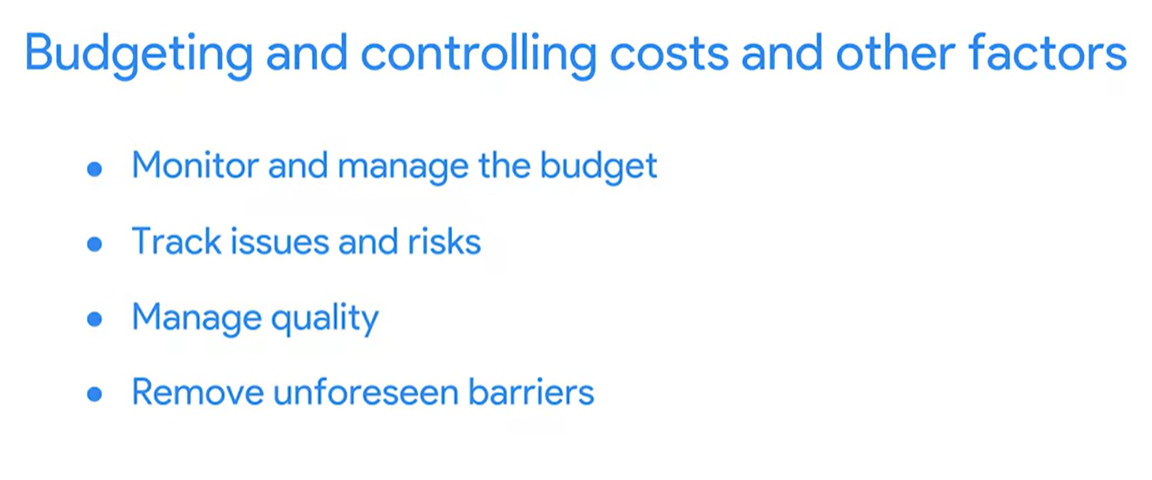 Budgeting and controlling costs and other factors
• Monitor and manage the budget
• Track issues and risks
• Manage quality
• Remove unforeseen barriers